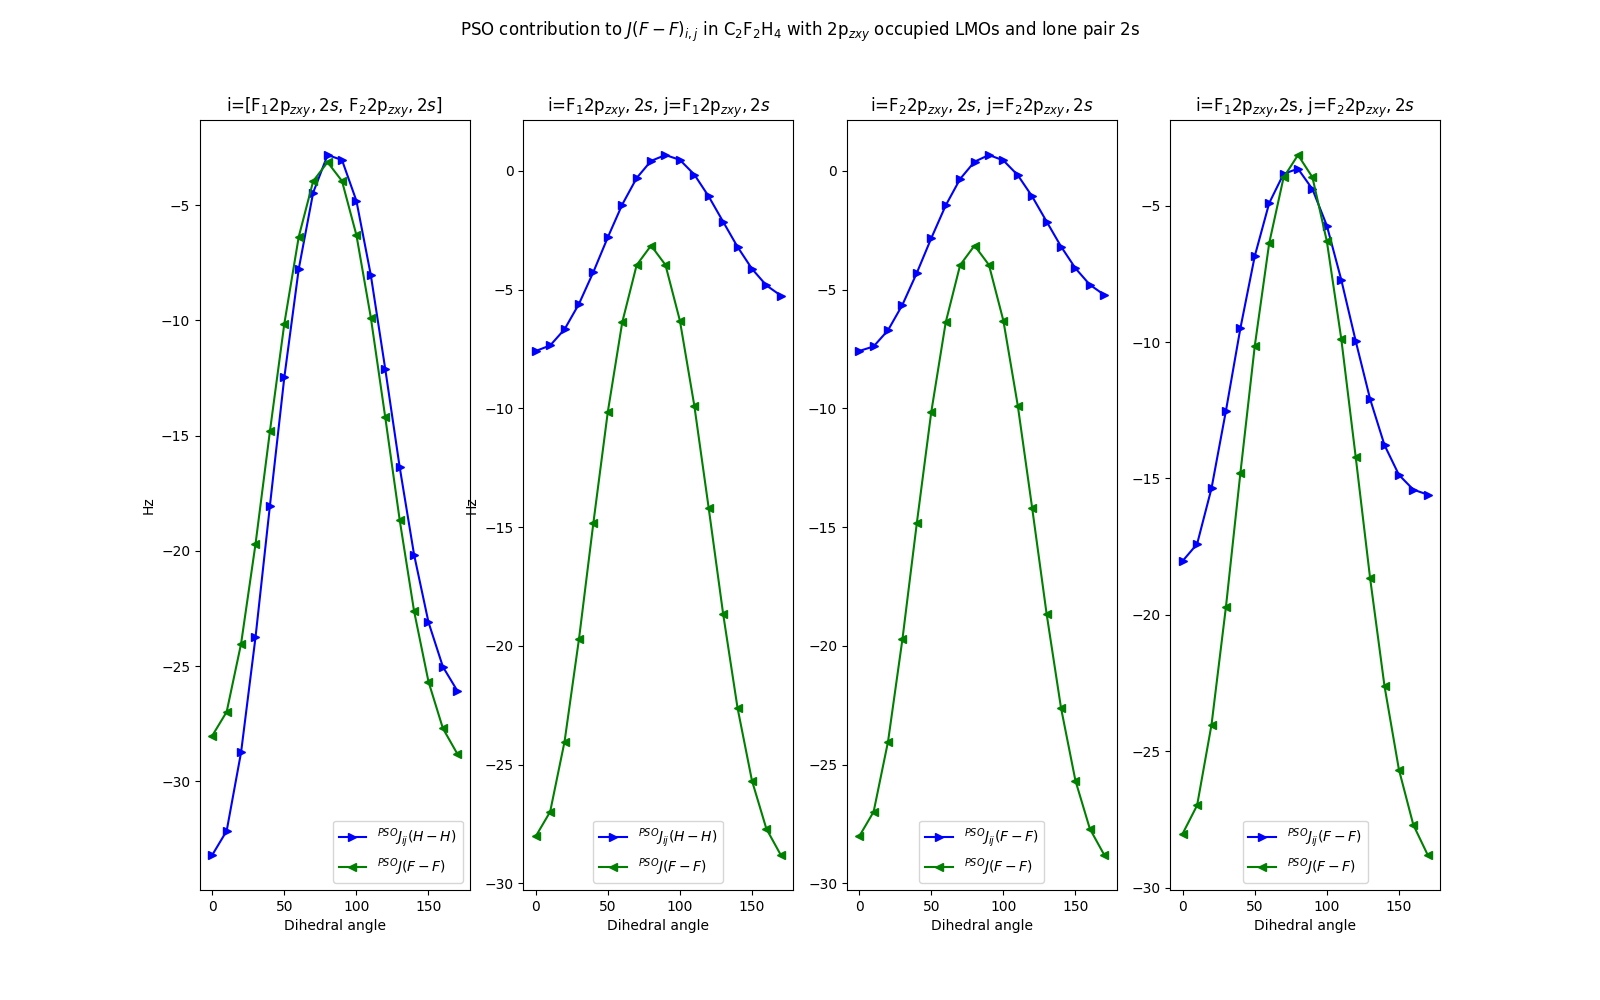 PSO contribution to J(F − F)i,j in C2F2H4 with 2pzxy occupied LMOs and lone pair 2s
i=[F12pzxy, 2s, F22pzxy, 2s]
i=F12pzxy, 2s, j=F12pzxy, 2s
i=F22pzxy, 2s, j=F22pzxy, 2s
i=F12pzxy,2s, j=F22pzxy, 2s
−5
−10
−15
−20
−25
−30
Hz
0
50
100
150
Dihedral angle
PSOJij(H − H)
PSOJ(F − F)
0
−5
−10
−15
−20
−25
−30
Hz
0
50
100
150
Dihedral angle
PSOJij(H − H)
PSOJ(F − F)
0
−5
−10
−15
−20
−25
−30
0
50
100
150
Dihedral angle
PSOJij(F − F)
PSOJ(F − F)
−5
−10
−15
−20
−25
−30
0
50
100
150
Dihedral angle
PSOJij(F − F)
PSOJ(F − F)